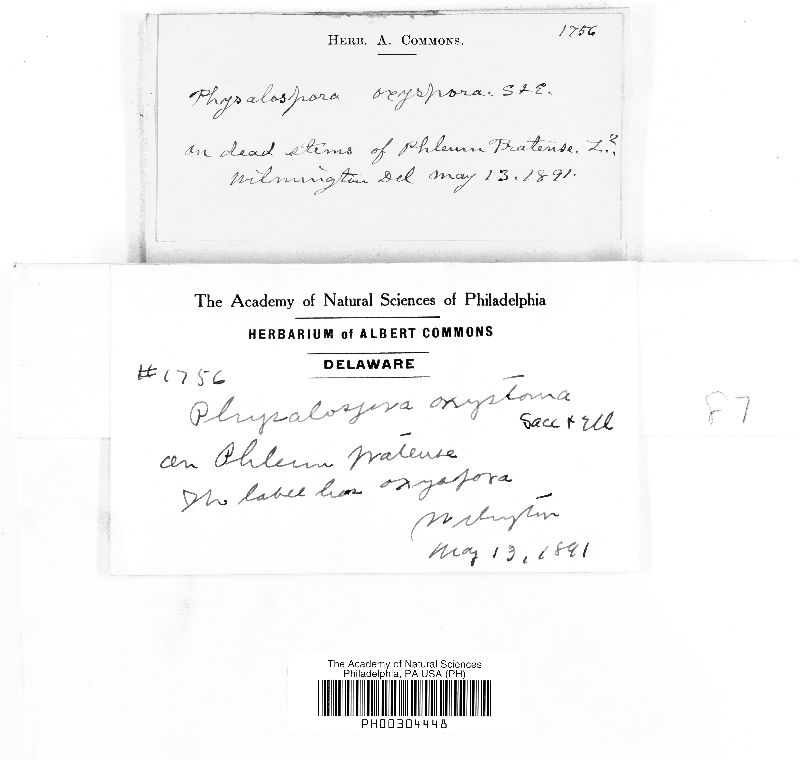 Herb. A. Commons.
1756
Physalospora oxyspora. S & E.
on dead stems of Phleum Pratense. L.?
Wilmington Del May 13. 1891.
The Academy of Natural Sciences of Philadelphia
HERBARIUM of ALBERT COMMONS
DELAWARE
#1756
Physalospora oxystoma
Sacc & Ell
87
on Phleum pratense
The label has oxyspora
Wilmington
May 13, 1891
The Academy of Natural Sciences
Philadelphia, PA USA (PH)
PH00304448